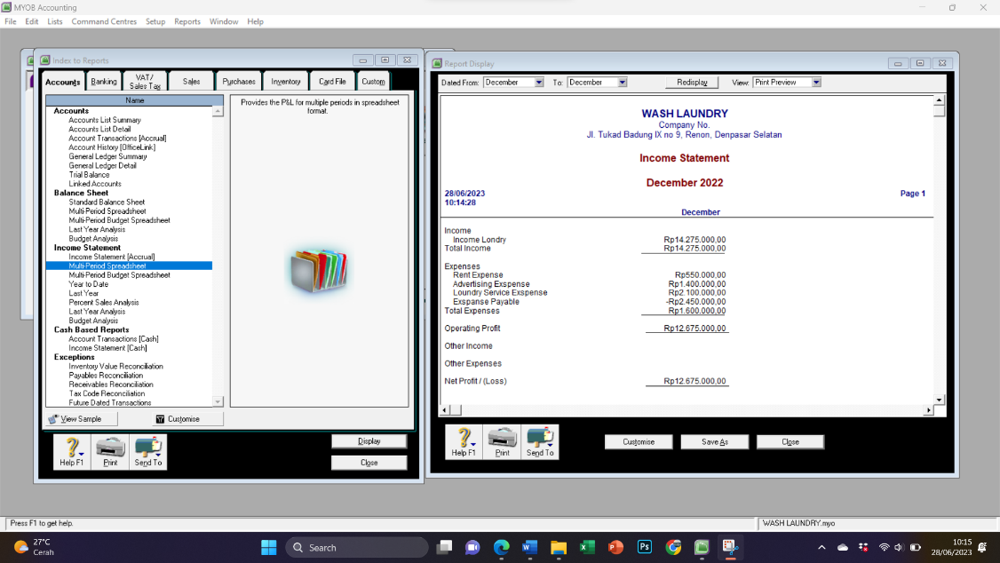 MYOB Accounting
File Edit Lists Command Centres Setup Reports Window Help
Index to Reports
Accounts Banking VAT/ Sales Tax Sales Purchases Inventory Card File Custom
Name
Accounts
Accounts List Summary
Accounts List Detail
Account Transactions [Accrual]
Account History [OfficeLink]
General Ledger Summary
General Ledger Detail
Trial Balance
Linked Accounts
Balance Sheet
Standard Balance Sheet
Multi-Period Spreadsheet
Multi-Period Budget Spreadsheet
Last Year Analysis
Budget Analysis
Income Statement
Income Statement [Accrual]
Multi-Period Spreadsheet
Multi-Period Budget Spreadsheet
Year to Date
Last Year
Percent Sales Analysis
Last Year Analysis
Budget Analysis
Cash Based Reports
Account Transactions [Cash]
Income Statement [Cash]
Exceptions
Inventory Value Reconciliation
Payables Reconciliation
Receivables Reconciliation
Tax Code Reconciliation
Future Dated Transactions
Provides the P&L for multiple periods in spreadsheet
format.
View Sample Customise
Help F1 Print Send To
Display
Close
Report Display
Dated From: December To: December Redisplay View: Print Preview
WASH LAUNDRY
Company No.
Jl. Tukad Badung IX no 9, Renon, Denpasar Selatan
Income Statement
December 2022
28/06/2023 Page 1
10:14:28
December
Income
Income Londry Rp14.275.000,00
Total Income Rp14.275.000,00
Expenses
Rent Expense Rp550.000,00
Advertising Exspense Rp1.400.000,00
Loundry Service Exspense Rp2.100.000,00
Exspanse Payable -Rp2.450.000,00
Total Expenses Rp1.600.000,00
Operating Profit Rp12.675.000,00
Other Income
Other Expenses
Net Profit / (Loss) Rp12.675.000,00
Help F1 Print Send To Customise Save As Close
Press F1 to get help. WASH LAUNDRY.myo
27°C
Cerah
Search
10:15
28/06/2023